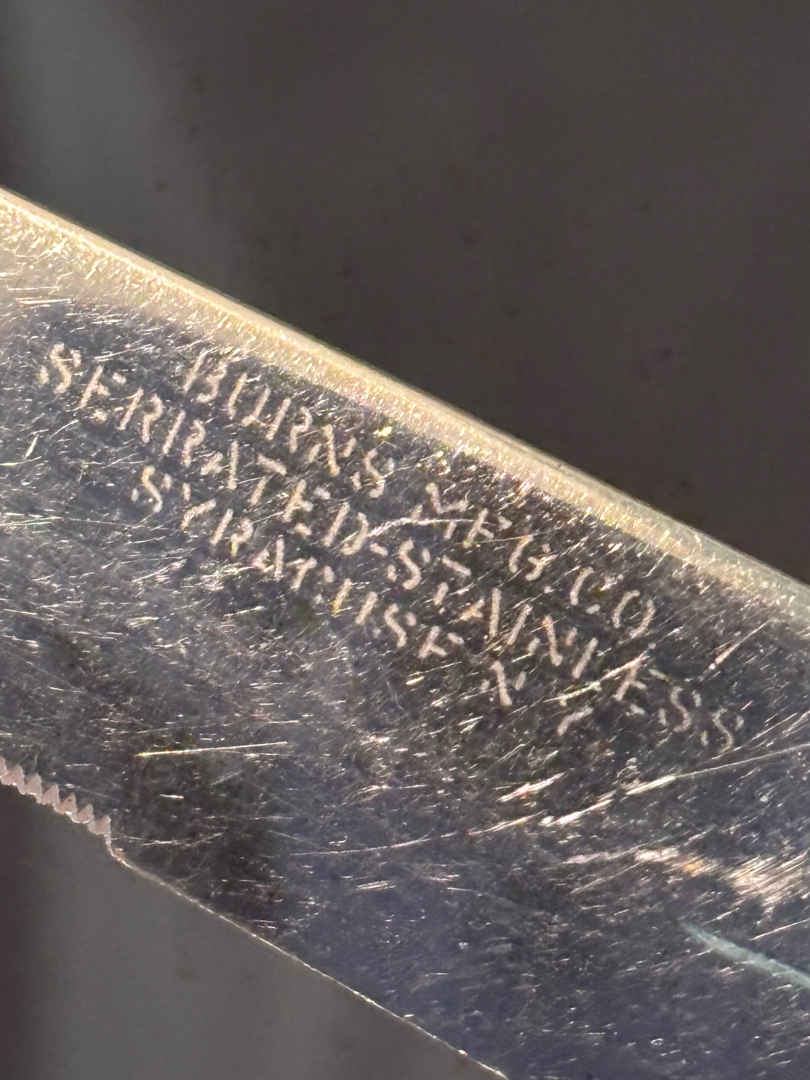 BURNS MFG.CO
SERRATED-STAINLESS
SYRACUSE N Y